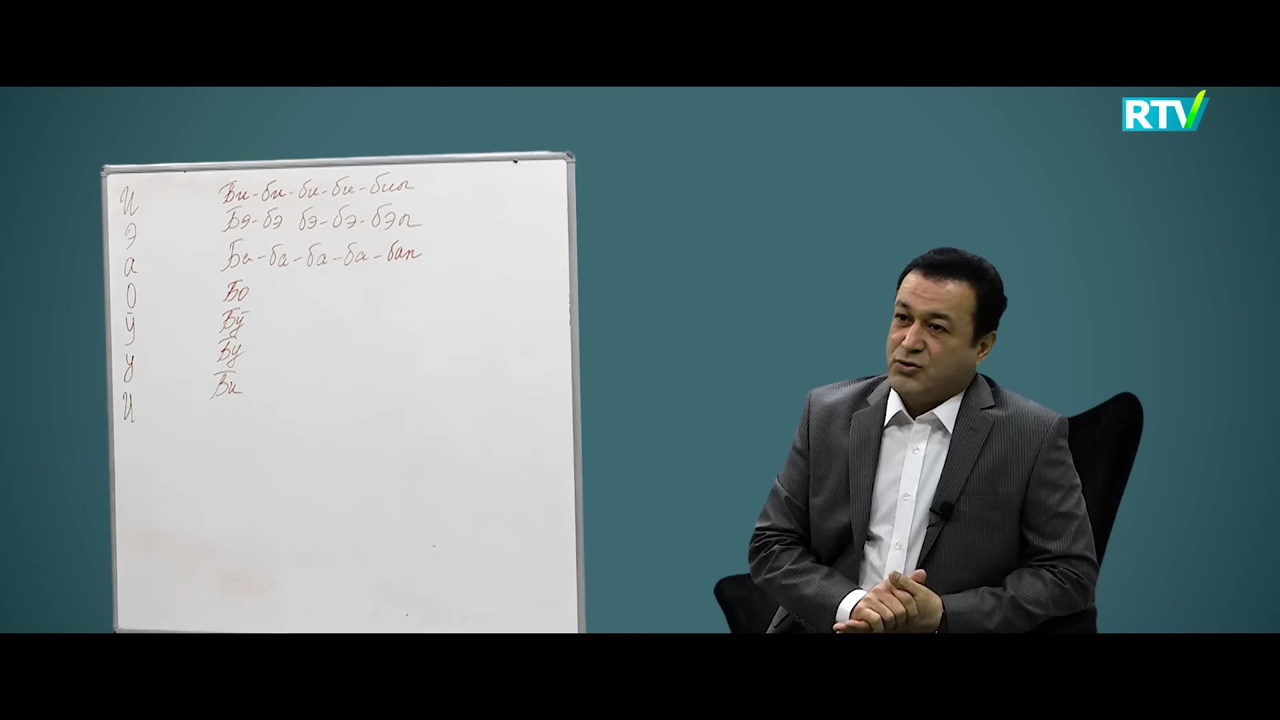 RTV
И
Э
а
О
Ў
у
И
Би-би-би-би-бип
Бэ-бэ бэ-бэ-бэп
Ба-ба-ба-ба-бап
Бо
Бў
Бу
Би